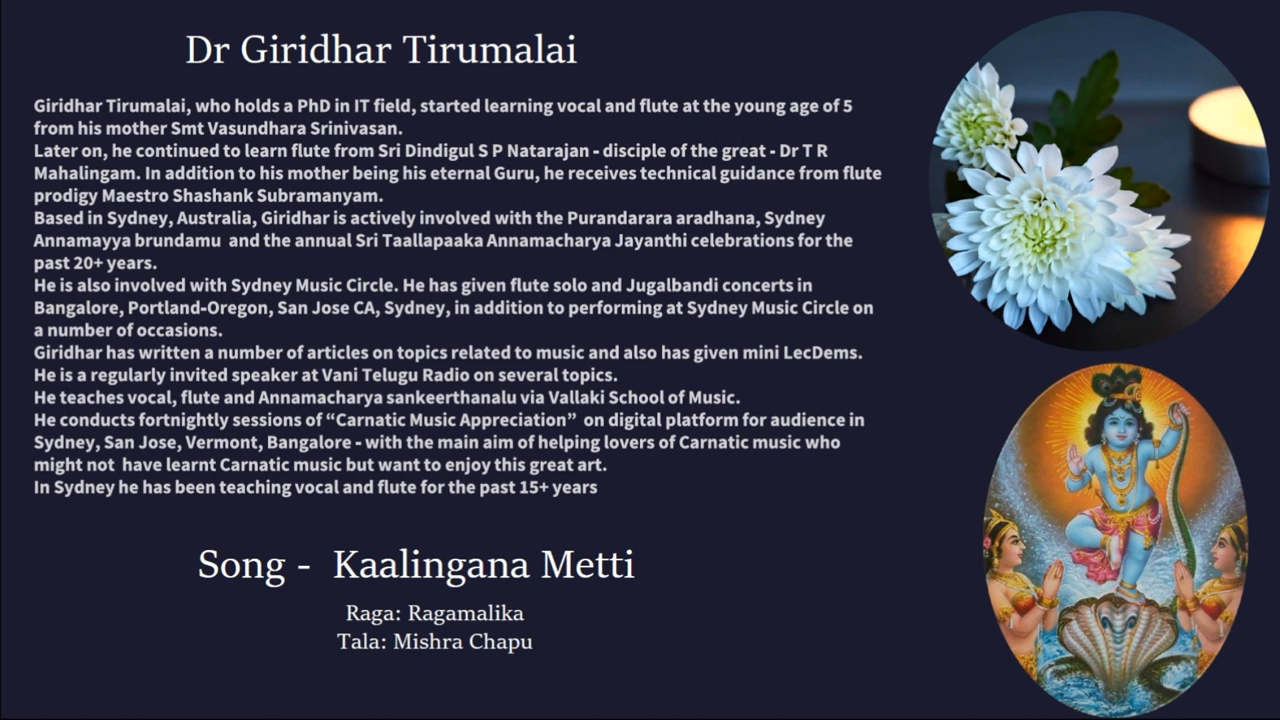 Dr Giridhar Tirumalai
Giridhar Tirumalai, who holds a PhD in IT field, started learning vocal and flute at the young age of 5
from his mother Smt Vasundhara Srinivasan.
Later on, he continued to learn flute from Sri Dindigul S P Natarajan - disciple of the great - Dr T R
Mahalingam. In addition to his mother being his eternal Guru, he receives technical guidance from flute
prodigy Maestro Shashank Subramanyam.
Based in Sydney, Australia, Giridhar is actively involved with the Purandarara aradhana, Sydney
Annamayya brundamu  and the annual Sri Taallapaaka Annamacharya Jayanthi celebrations for the
past 20+ years.
He is also involved with Sydney Music Circle. He has given flute solo and Jugalbandi concerts in
Bangalore, Portland-Oregon, San Jose CA, Sydney, in addition to performing at Sydney Music Circle on
a number of occasions.
Giridhar has written a number of articles on topics related to music and also has given mini LecDems.
He is a regularly invited speaker at Vani Telugu Radio on several topics.
He teaches vocal, flute and Annamacharya sankeerthanalu via Vallaki School of Music.
He conducts fortnightly sessions of “Carnatic Music Appreciation”  on digital platform for audience in
Sydney, San Jose, Vermont, Bangalore - with the main aim of helping lovers of Carnatic music who
might not  have learnt Carnatic music but want to enjoy this great art.
In Sydney he has been teaching vocal and flute for the past 15+ years
Song -  Kaalingana Metti
Raga: Ragamalika
Tala: Mishra Chapu